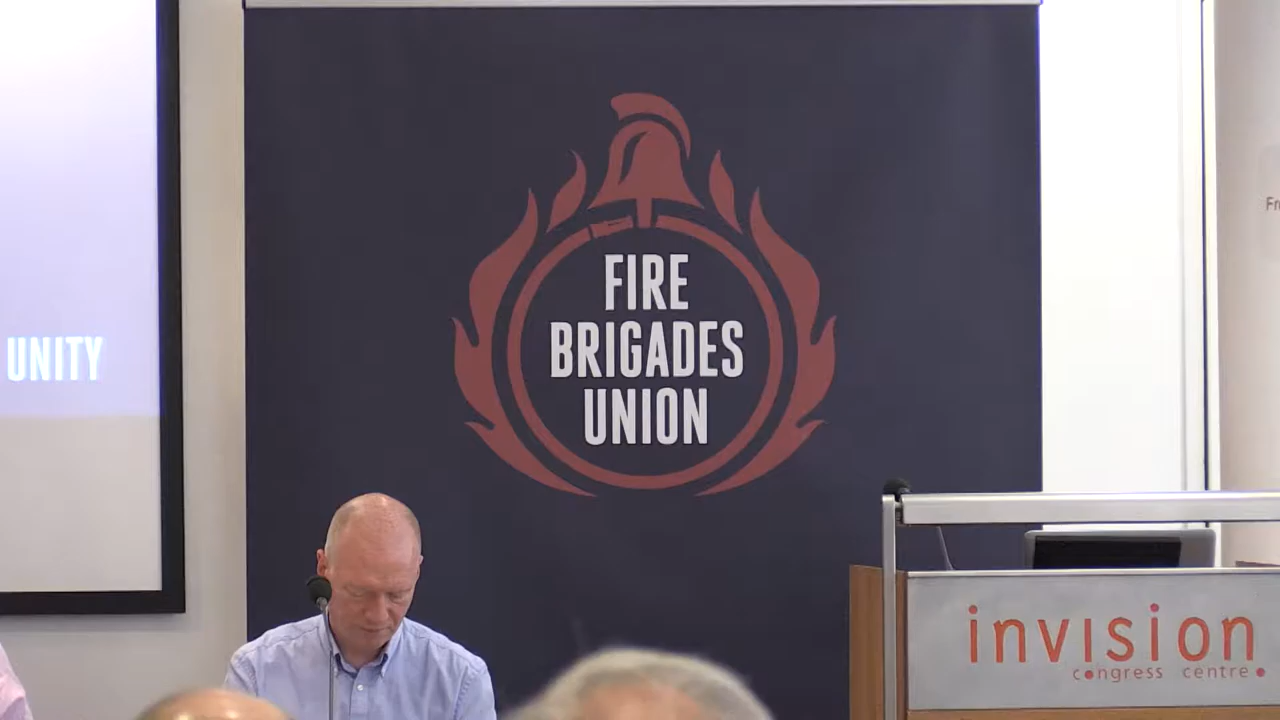 UNITY
FIRE
BRIGADES
UNION
invision
congress centre.